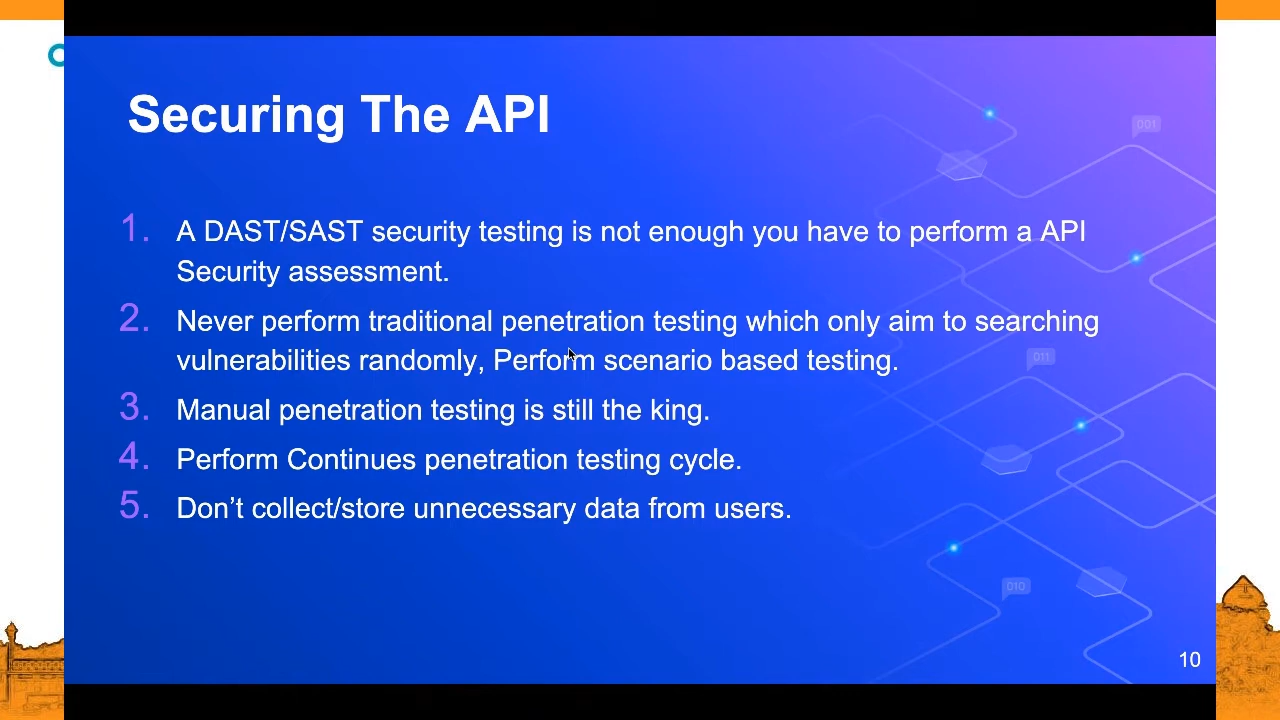 Securing The API
001
1. A DAST/SAST security testing is not enough you have to perform a API
Security assessment.
2. Never perform traditional penetration testing which only aim to searching
vulnerabilities randomly, Perform scenario based testing.
011
3. Manual penetration testing is still the king.
4. Perform Continues penetration testing cycle.
5. Don’t collect/store unnecessary data from users.
010
10